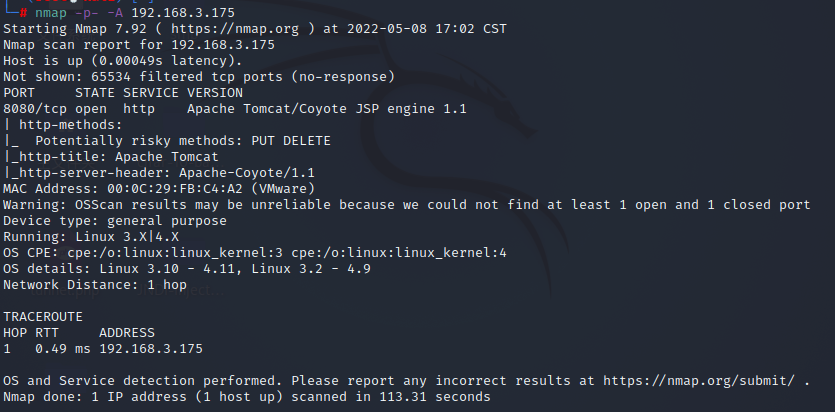 # nmap -p- -A 192.168.3.175
Starting Nmap 7.92 ( https://nmap.org ) at 2022-05-08 17:02 CST
Nmap scan report for 192.168.3.175
Host is up (0.00049s latency).
Not shown: 65534 filtered tcp ports (no-response)
PORT     STATE SERVICE VERSION
8080/tcp open  http    Apache Tomcat/Coyote JSP engine 1.1
| http-methods:
|_  Potentially risky methods: PUT DELETE
|_http-title: Apache Tomcat
|_http-server-header: Apache-Coyote/1.1
MAC Address: 00:0C:29:FB:C4:A2 (VMware)
Warning: OSScan results may be unreliable because we could not find at least 1 open and 1 closed port
Device type: general purpose
Running: Linux 3.X|4.X
OS CPE: cpe:/o:linux:linux_kernel:3 cpe:/o:linux:linux_kernel:4
OS details: Linux 3.10 - 4.11, Linux 3.2 - 4.9
Network Distance: 1 hop
TRACEROUTE
HOP RTT     ADDRESS
1   0.49 ms 192.168.3.175
OS and Service detection performed. Please report any incorrect results at https://nmap.org/submit/ .
Nmap done: 1 IP address (1 host up) scanned in 113.31 seconds